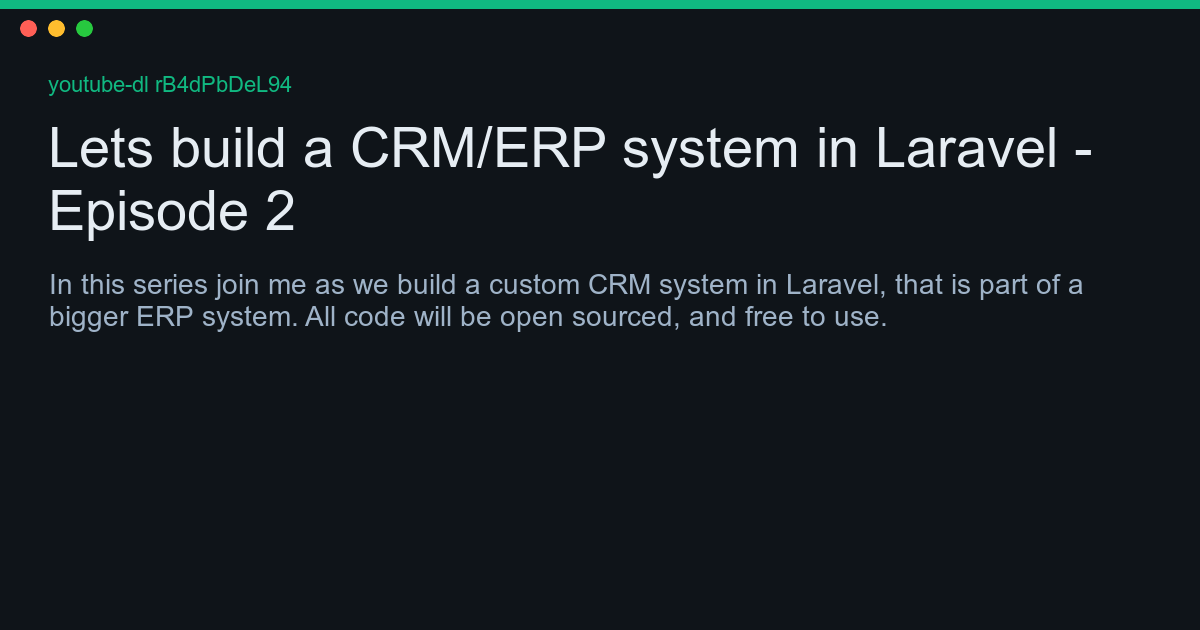 youtube-dl rB4dPbDeL94
Lets build a CRM/ERP system in Laravel -
Episode 2
In this series join me as we build a custom CRM system in Laravel, that is part of a
bigger ERP system. All code will be open sourced, and free to use.